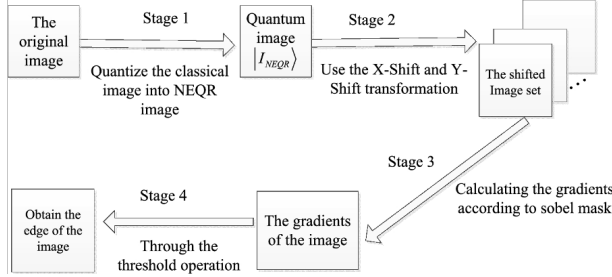 The
original
image
Stage 1
Quantize the classical
image into NEQR
image
Quantum
image
|I_NEQR⟩
Stage 2
Use the X-Shift and Y-
Shift transformation
The shifted
Image set
...
Stage 3
Calculating the gradients
according to sobel mask
The gradients
of the image
Stage 4
Through the
threshold operation
Obtain the
edge of the
image